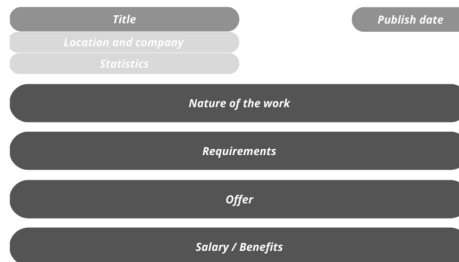 Title
Publish date
Location and company
Statistics
Nature of the work
Requirements
Offer
Salary / Benefits